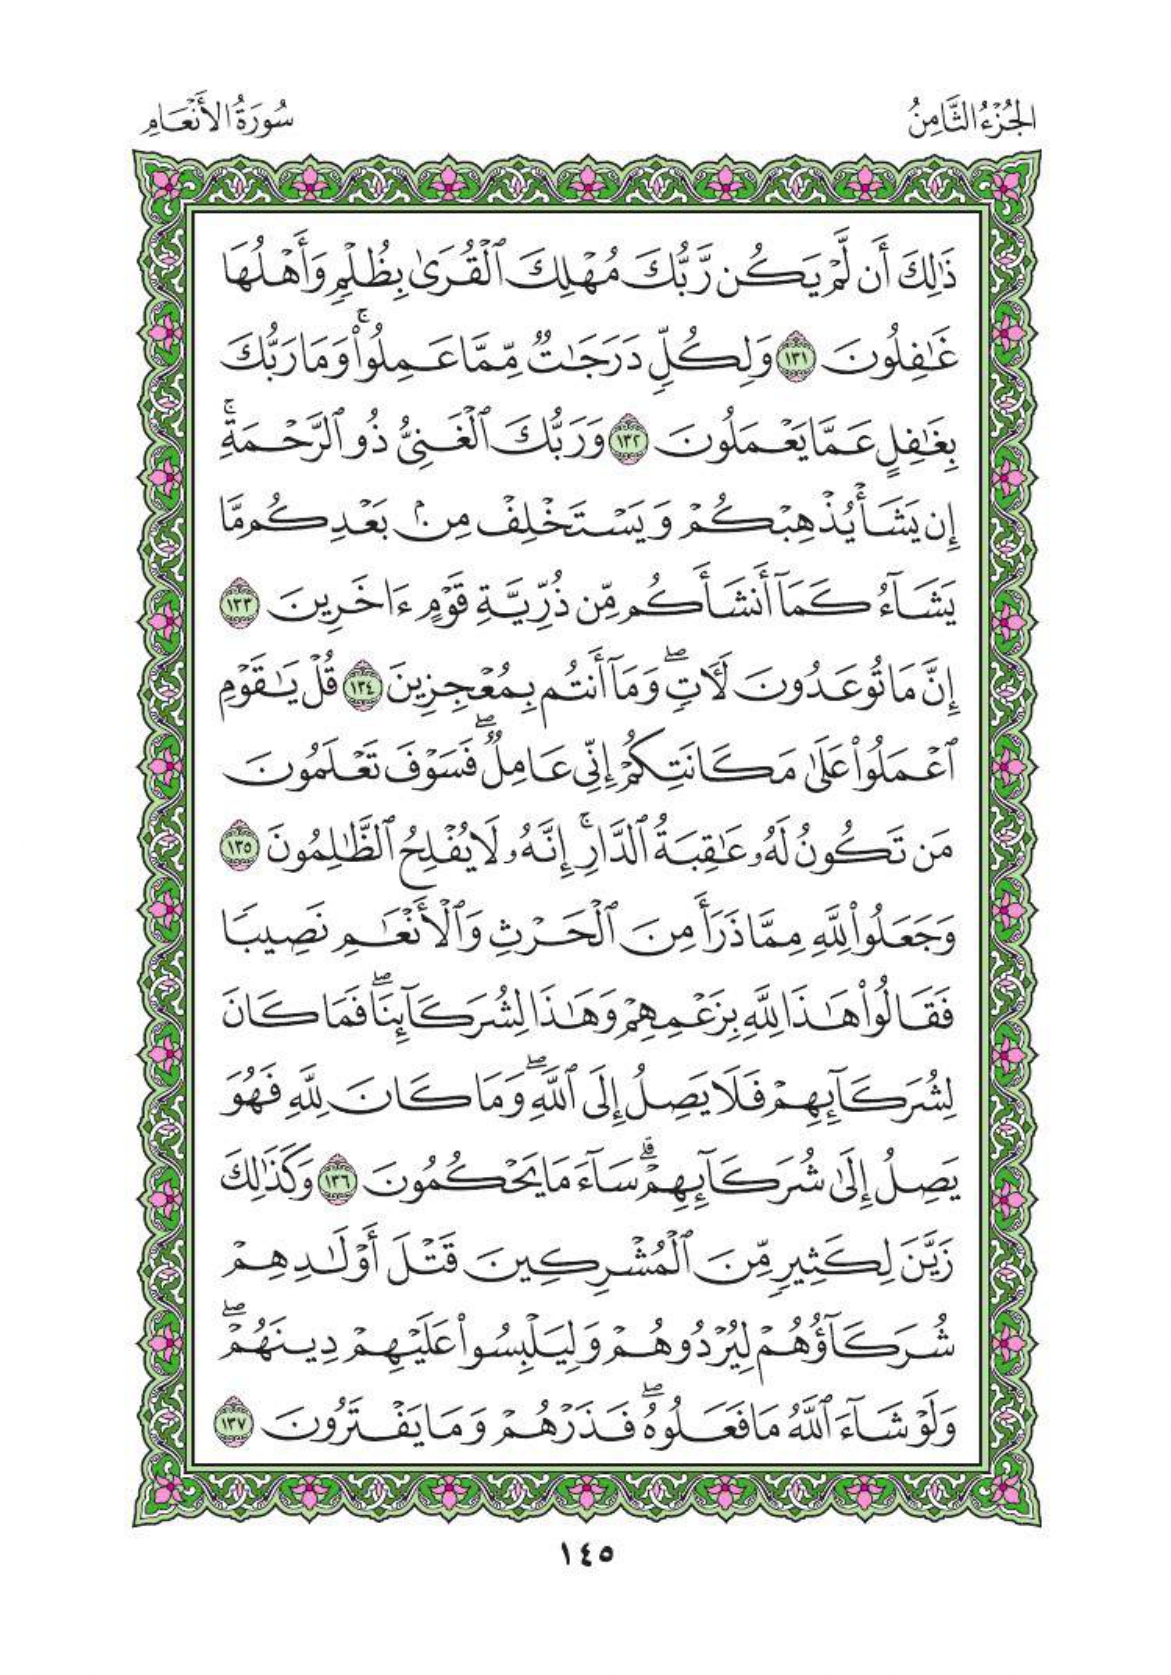 الجُزْءُ الثَّامِنُ
سُورَةُ الأَنْعَامِ
ذَٰلِكَ أَن لَّمْ يَكُن رَّبُّكَ مُهْلِكَ ٱلْقُرَىٰ بِظُلْمٍ وَأَهْلُهَا
غَٰفِلُونَ ١٣١ وَلِكُلٍّ دَرَجَٰتٌ مِّمَّا عَمِلُوا۟ ۚ وَمَا رَبُّكَ
بِغَٰفِلٍ عَمَّا يَعْمَلُونَ ١٣٢ وَرَبُّكَ ٱلْغَنِىُّ ذُو ٱلرَّحْمَةِ ۚ
إِن يَشَأْ يُذْهِبْكُمْ وَيَسْتَخْلِفْ مِنۢ بَعْدِكُم مَّا
يَشَآءُ كَمَآ أَنشَأَكُم مِّن ذُرِّيَّةِ قَوْمٍ ءَاخَرِينَ ١٣٣
إِنَّ مَا تُوعَدُونَ لَءَاتٍ ۖ وَمَآ أَنتُم بِمُعْجِزِينَ ١٣٤ قُلْ يَٰقَوْمِ
ٱعْمَلُوا۟ عَلَىٰ مَكَانَتِكُمْ إِنِّى عَامِلٌ ۖ فَسَوْفَ تَعْلَمُونَ
مَن تَكُونُ لَهُۥ عَٰقِبَةُ ٱلدَّارِ ۚ إِنَّهُۥ لَا يُفْلِحُ ٱلظَّٰلِمُونَ ١٣٥
وَجَعَلُوا۟ لِلَّهِ مِمَّا ذَرَأَ مِنَ ٱلْحَرْثِ وَٱلْأَنْعَٰمِ نَصِيبًا
فَقَالُوا۟ هَٰذَا لِلَّهِ بِزَعْمِهِمْ وَهَٰذَا لِشُرَكَآئِنَا ۖ فَمَا كَانَ
لِشُرَكَآئِهِمْ فَلَا يَصِلُ إِلَى ٱللَّهِ ۖ وَمَا كَانَ لِلَّهِ فَهُوَ
يَصِلُ إِلَىٰ شُرَكَآئِهِمْ ۗ سَآءَ مَا يَحْكُمُونَ ١٣٦ وَكَذَٰلِكَ
زَيَّنَ لِكَثِيرٍ مِّنَ ٱلْمُشْرِكِينَ قَتْلَ أَوْلَٰدِهِمْ
شُرَكَآؤُهُمْ لِيُرْدُوهُمْ وَلِيَلْبِسُوا۟ عَلَيْهِمْ دِينَهُمْ ۖ
وَلَوْ شَآءَ ٱللَّهُ مَا فَعَلُوهُ ۖ فَذَرْهُمْ وَمَا يَفْتَرُونَ ١٣٧
١٤٥